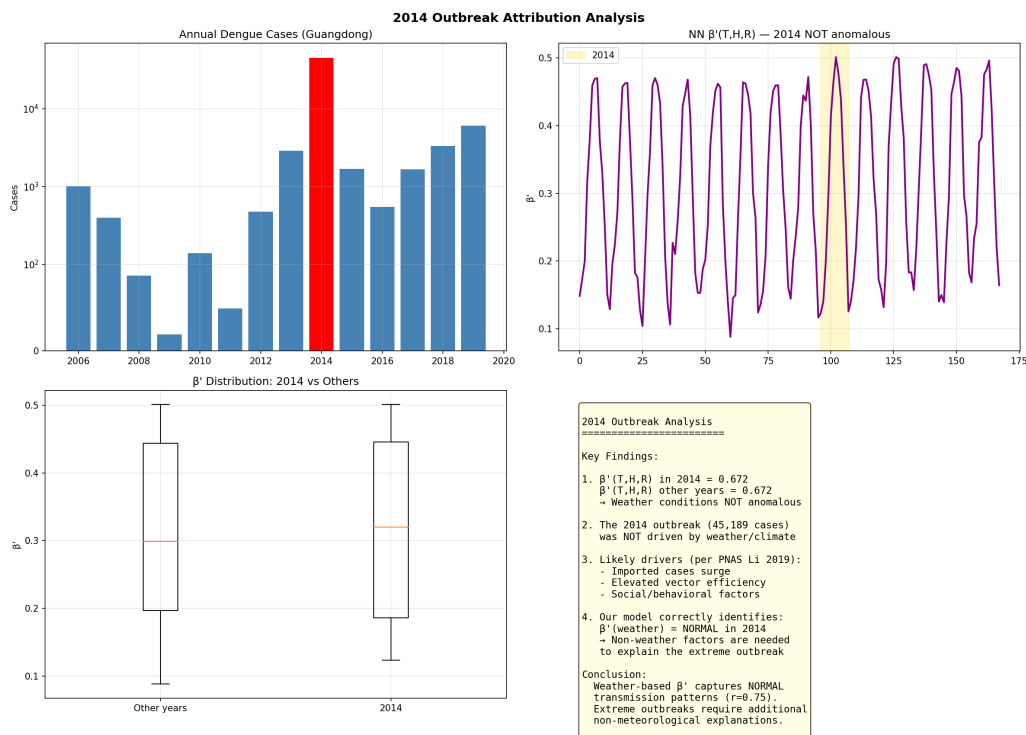 2014 Outbreak Attribution Analysis
Annual Dengue Cases (Guangdong)
Cases
10⁴
10³
10²
0
2006
2008
2010
2012
2014
2016
2018
2020
NN β'(T,H,R) — 2014 NOT anomalous
2014
β'
0.5
0.4
0.3
0.2
0.1
0
25
50
75
100
125
150
175
β' Distribution: 2014 vs Others
β'
0.5
0.4
0.3
0.2
0.1
Other years
2014
2014 Outbreak Analysis
========================
Key Findings:
1. β'(T,H,R) in 2014 = 0.672
β'(T,H,R) other years = 0.672
→ Weather conditions NOT anomalous
2. The 2014 outbreak (45,189 cases)
was NOT driven by weather/climate
3. Likely drivers (per PNAS Li 2019):
- Imported cases surge
- Elevated vector efficiency
- Social/behavioral factors
4. Our model correctly identifies:
β'(weather) = NORMAL in 2014
→ Non-weather factors are needed
to explain the extreme outbreak
Conclusion:
Weather-based β' captures NORMAL
transmission patterns (r=0.75).
Extreme outbreaks require additional
non-meteorological explanations.